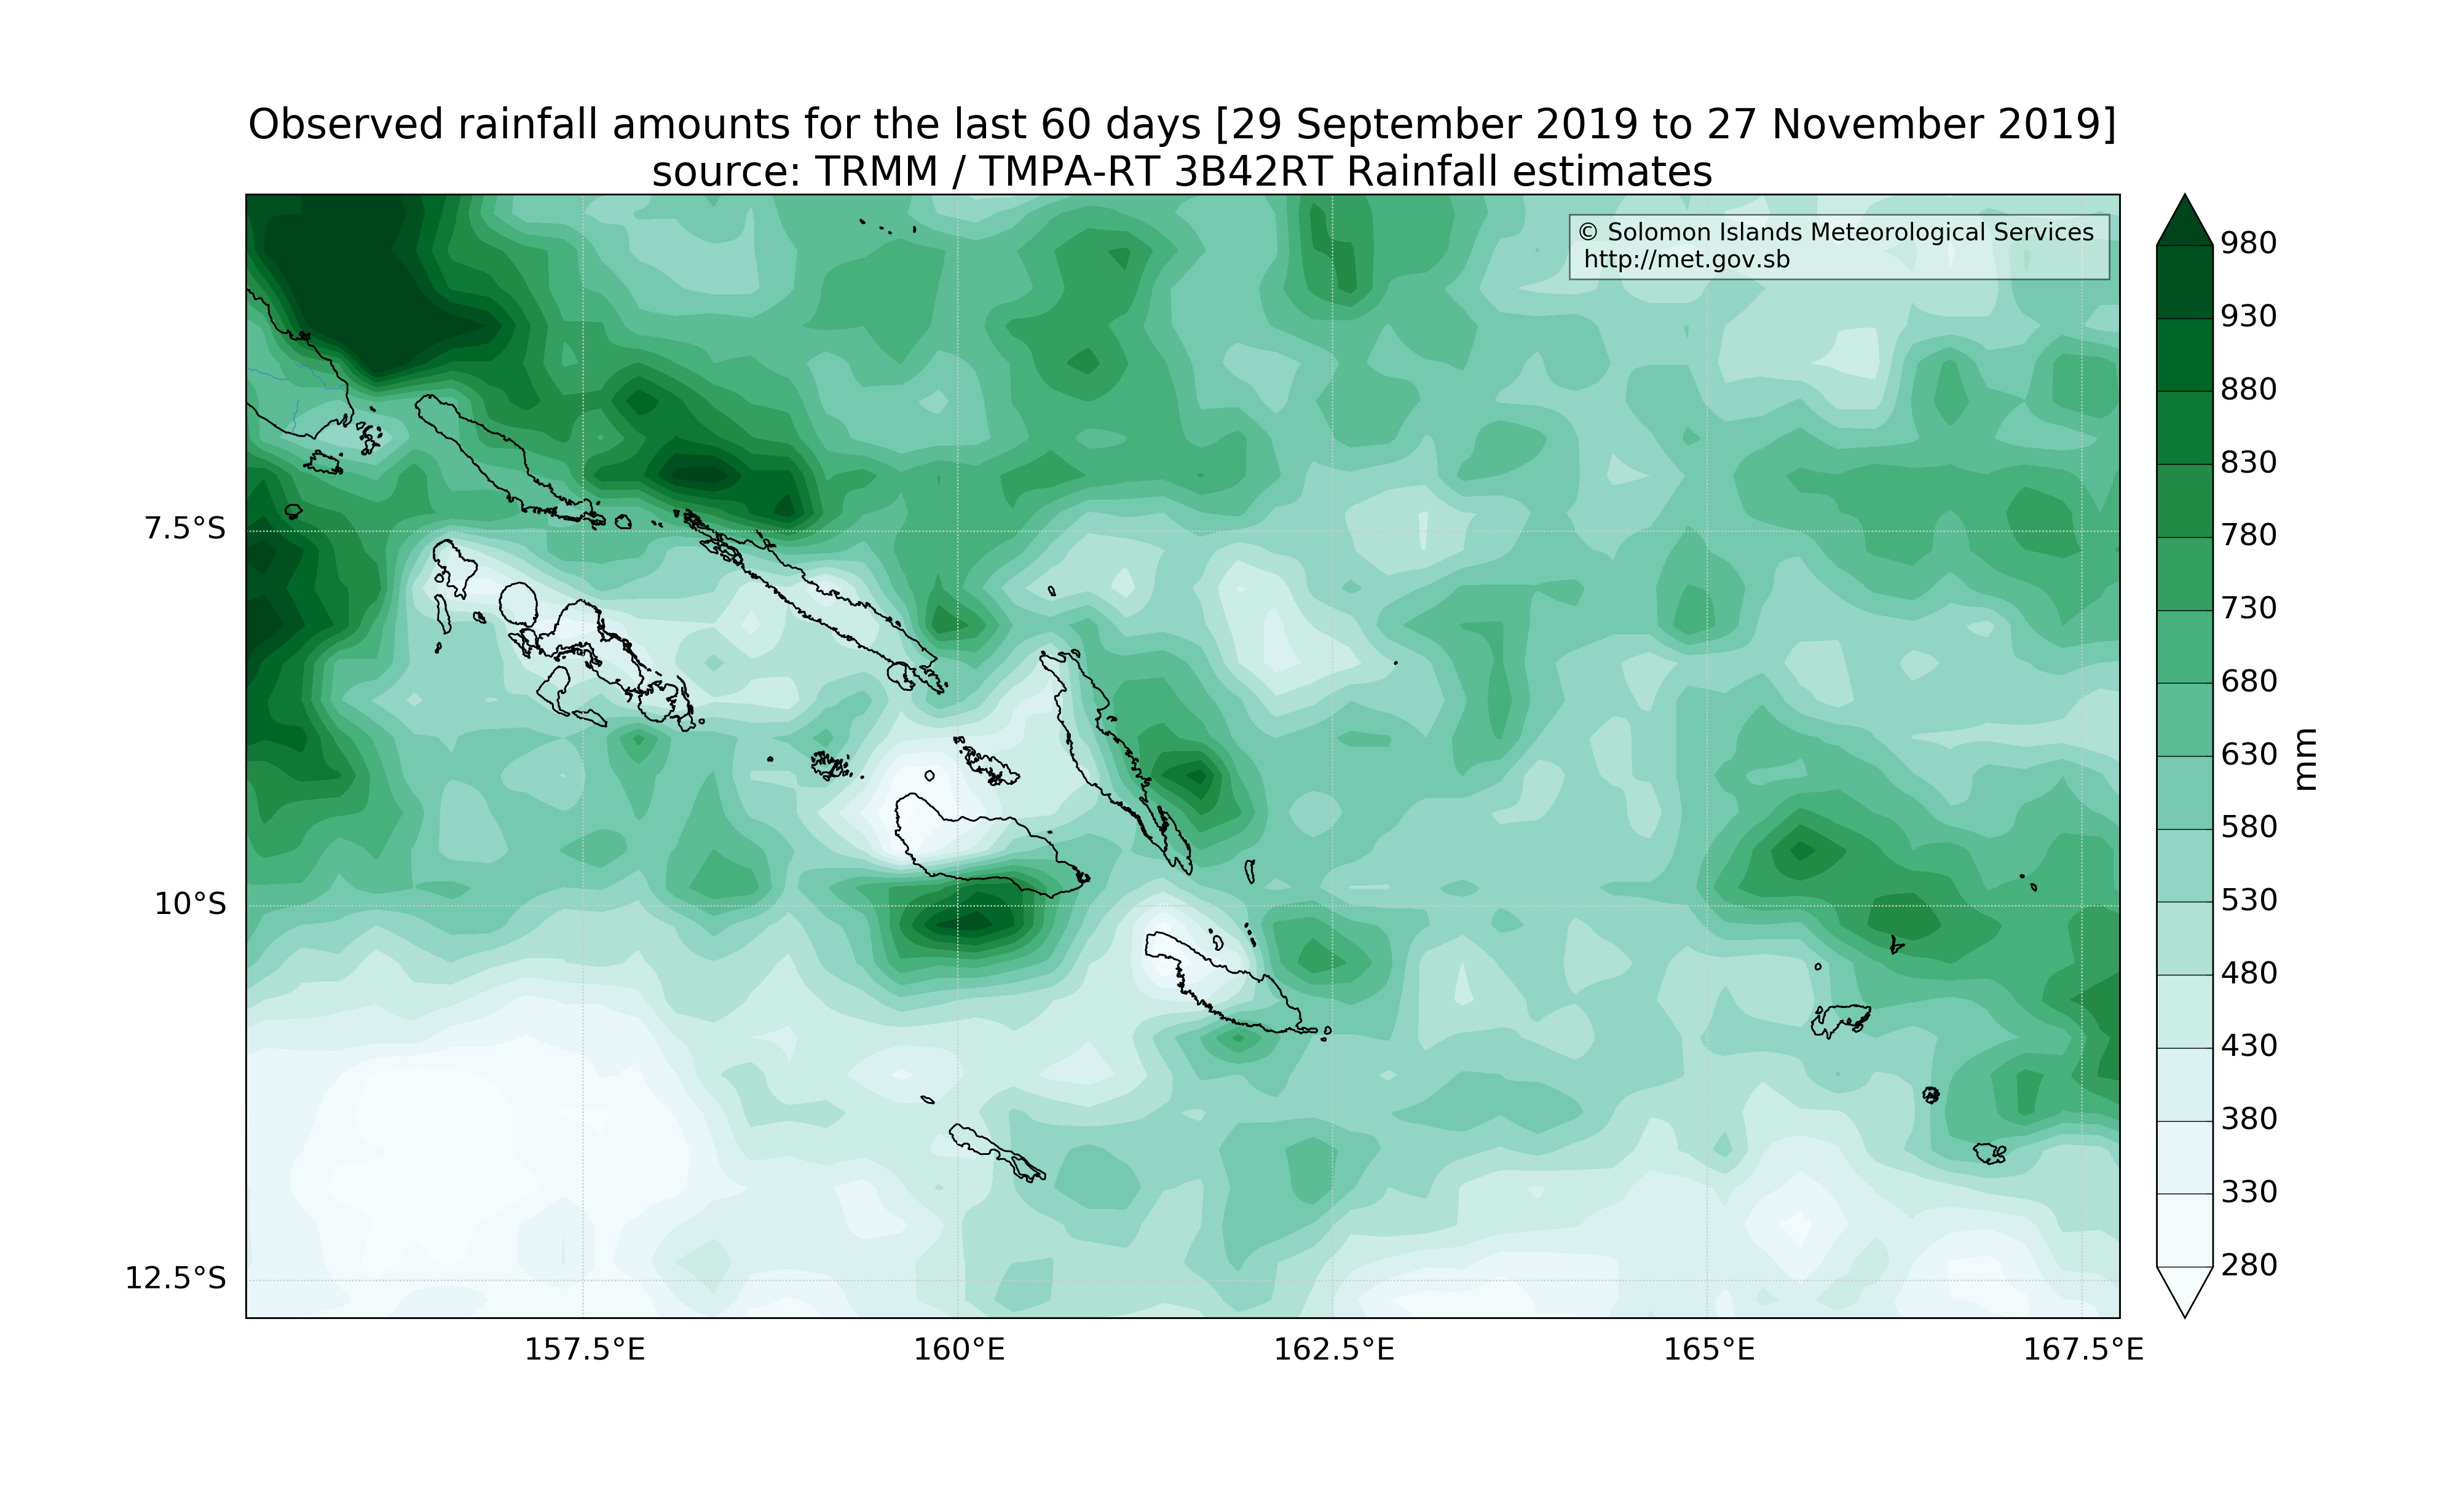 Observed rainfall amounts for the last 60 days [29 September 2019 to 27 November 2019]
source: TRMM / TMPA-RT 3B42RT Rainfall estimates
© Solomon Islands Meteorological Services
http://met.gov.sb
7.5°S
10°S
12.5°S
157.5°E
160°E
162.5°E
165°E
167.5°E
980
930
880
830
780
730
680
630
580
530
480
430
380
330
280
mm